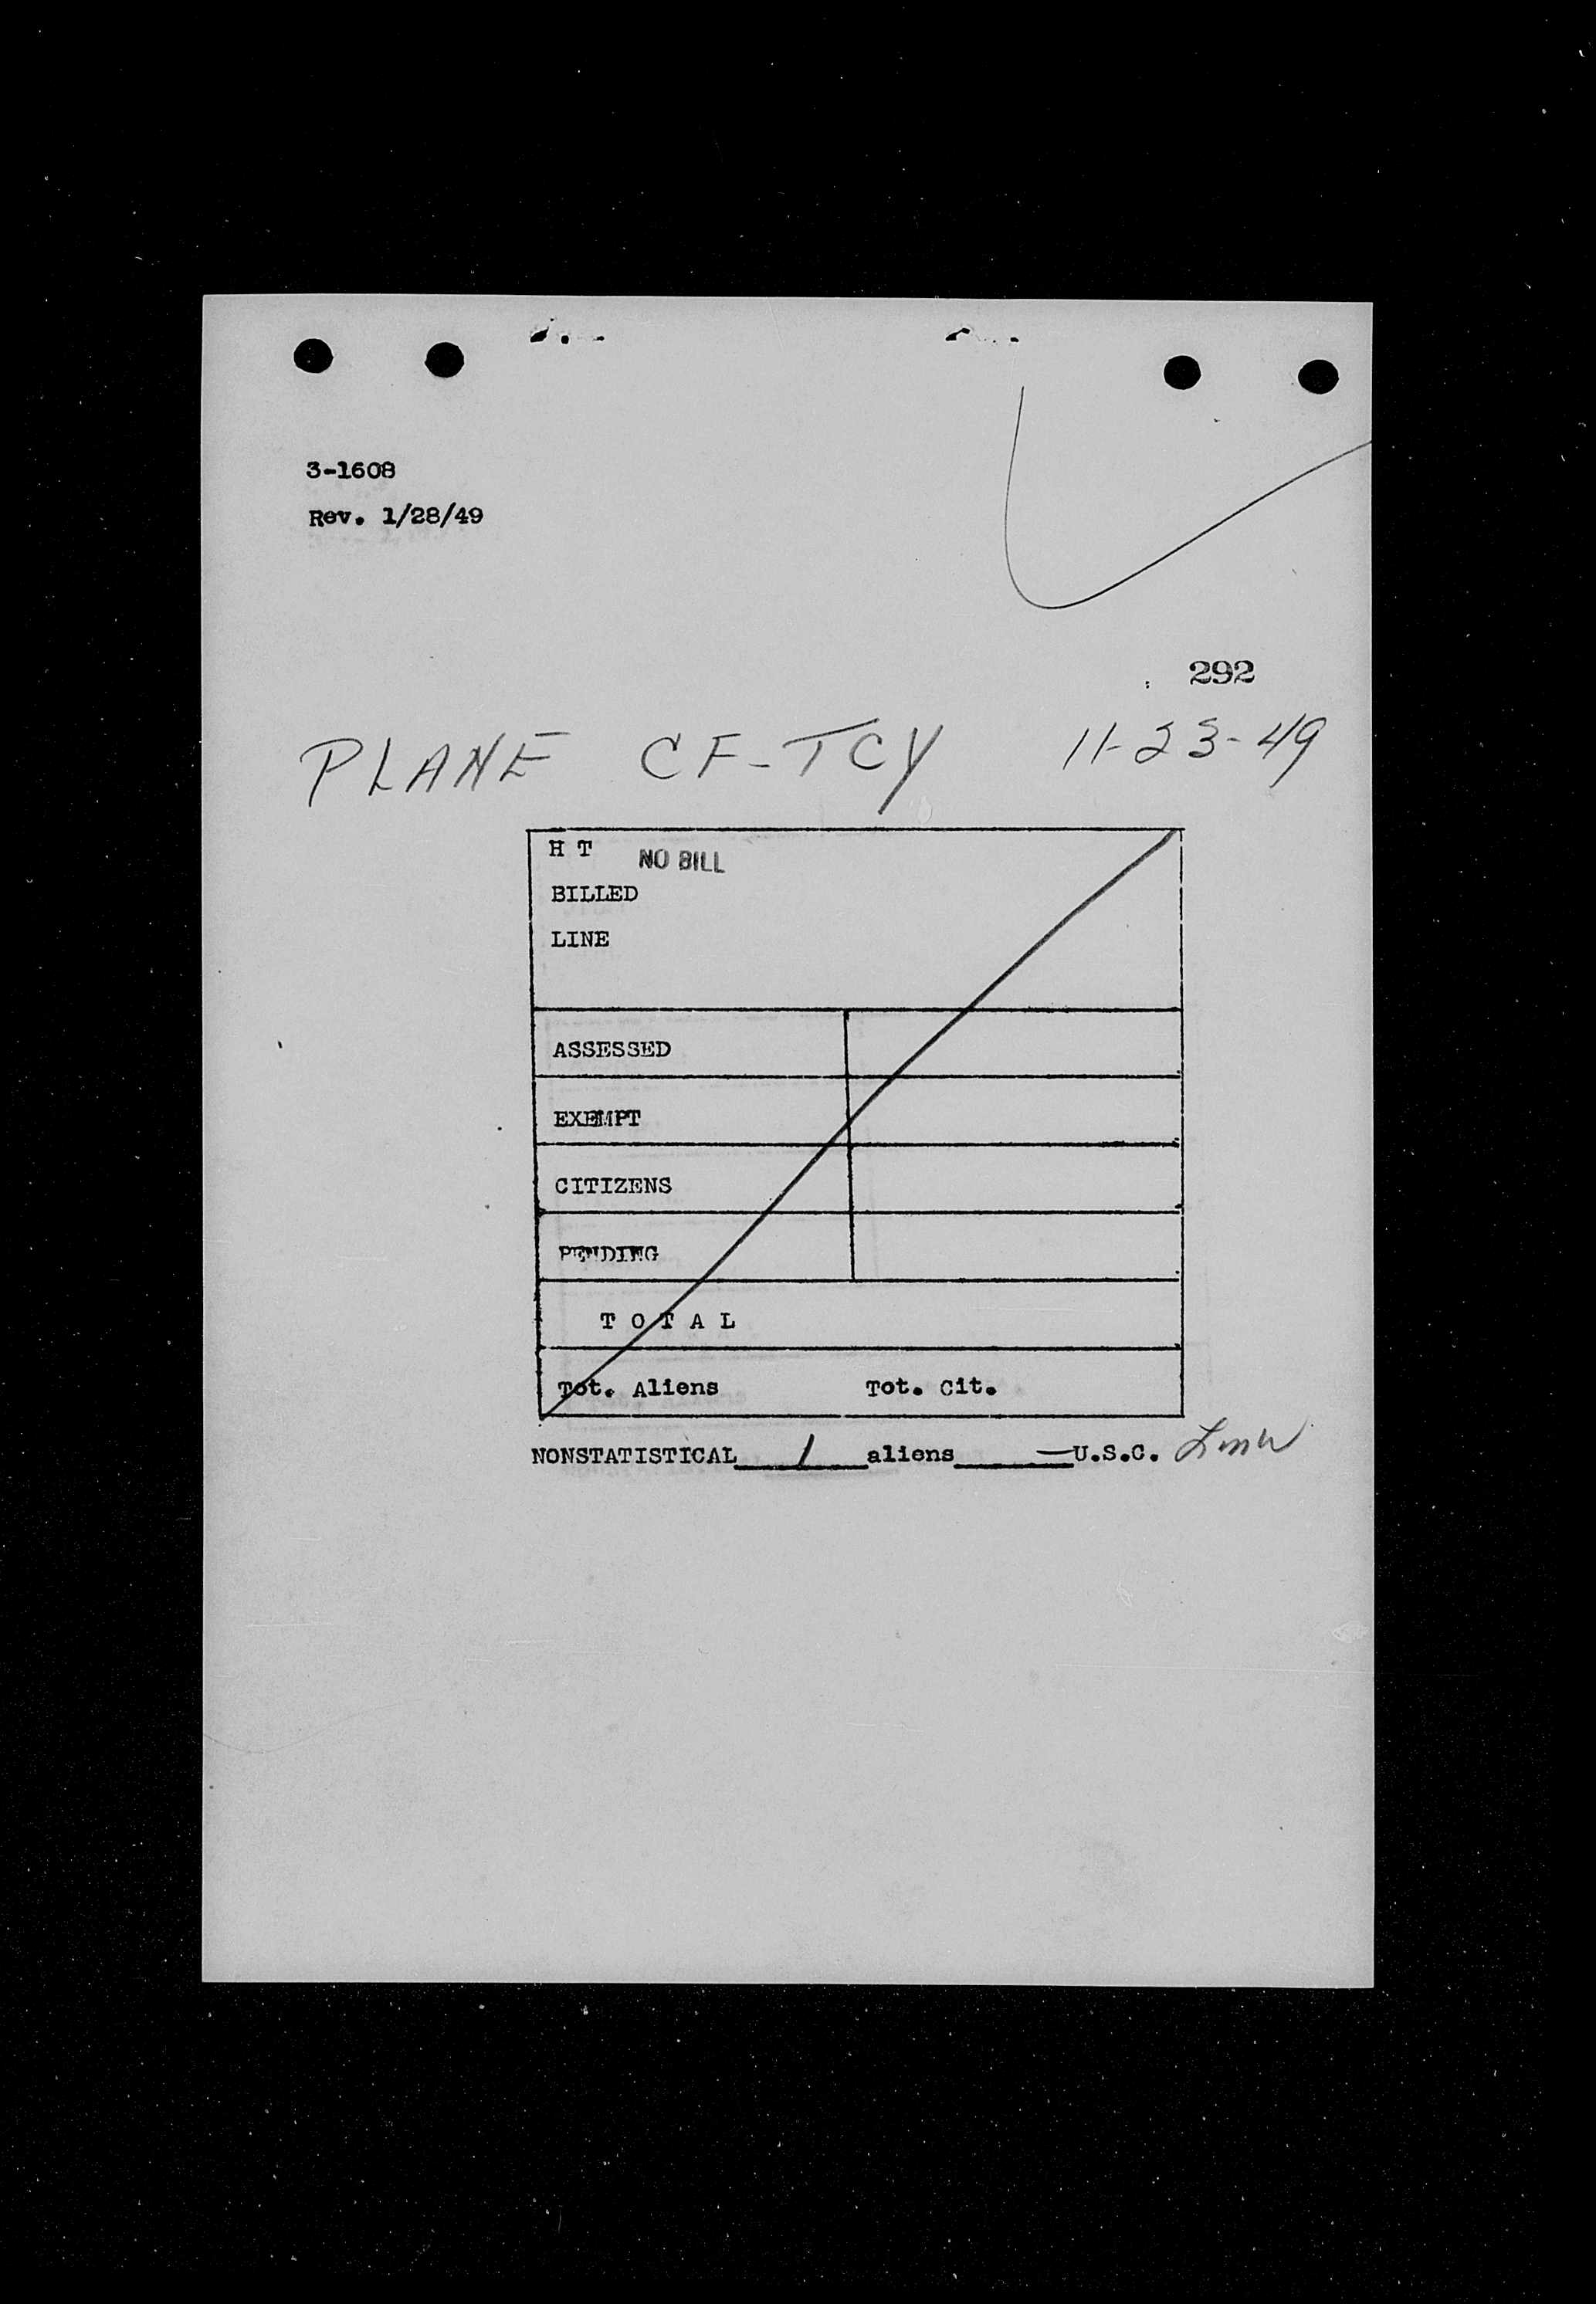 3-1608
Rev. 1/28/49
292
PLANE CF-TCY 11-23-49
H T NO BILL
BILLED
LINE
ASSESSED
EXEMPT
CITIZENS
PENDING
T O T A L
Tot. Aliens Tot. Cit.
NONSTATISTICAL 1 aliens — U.S.C.